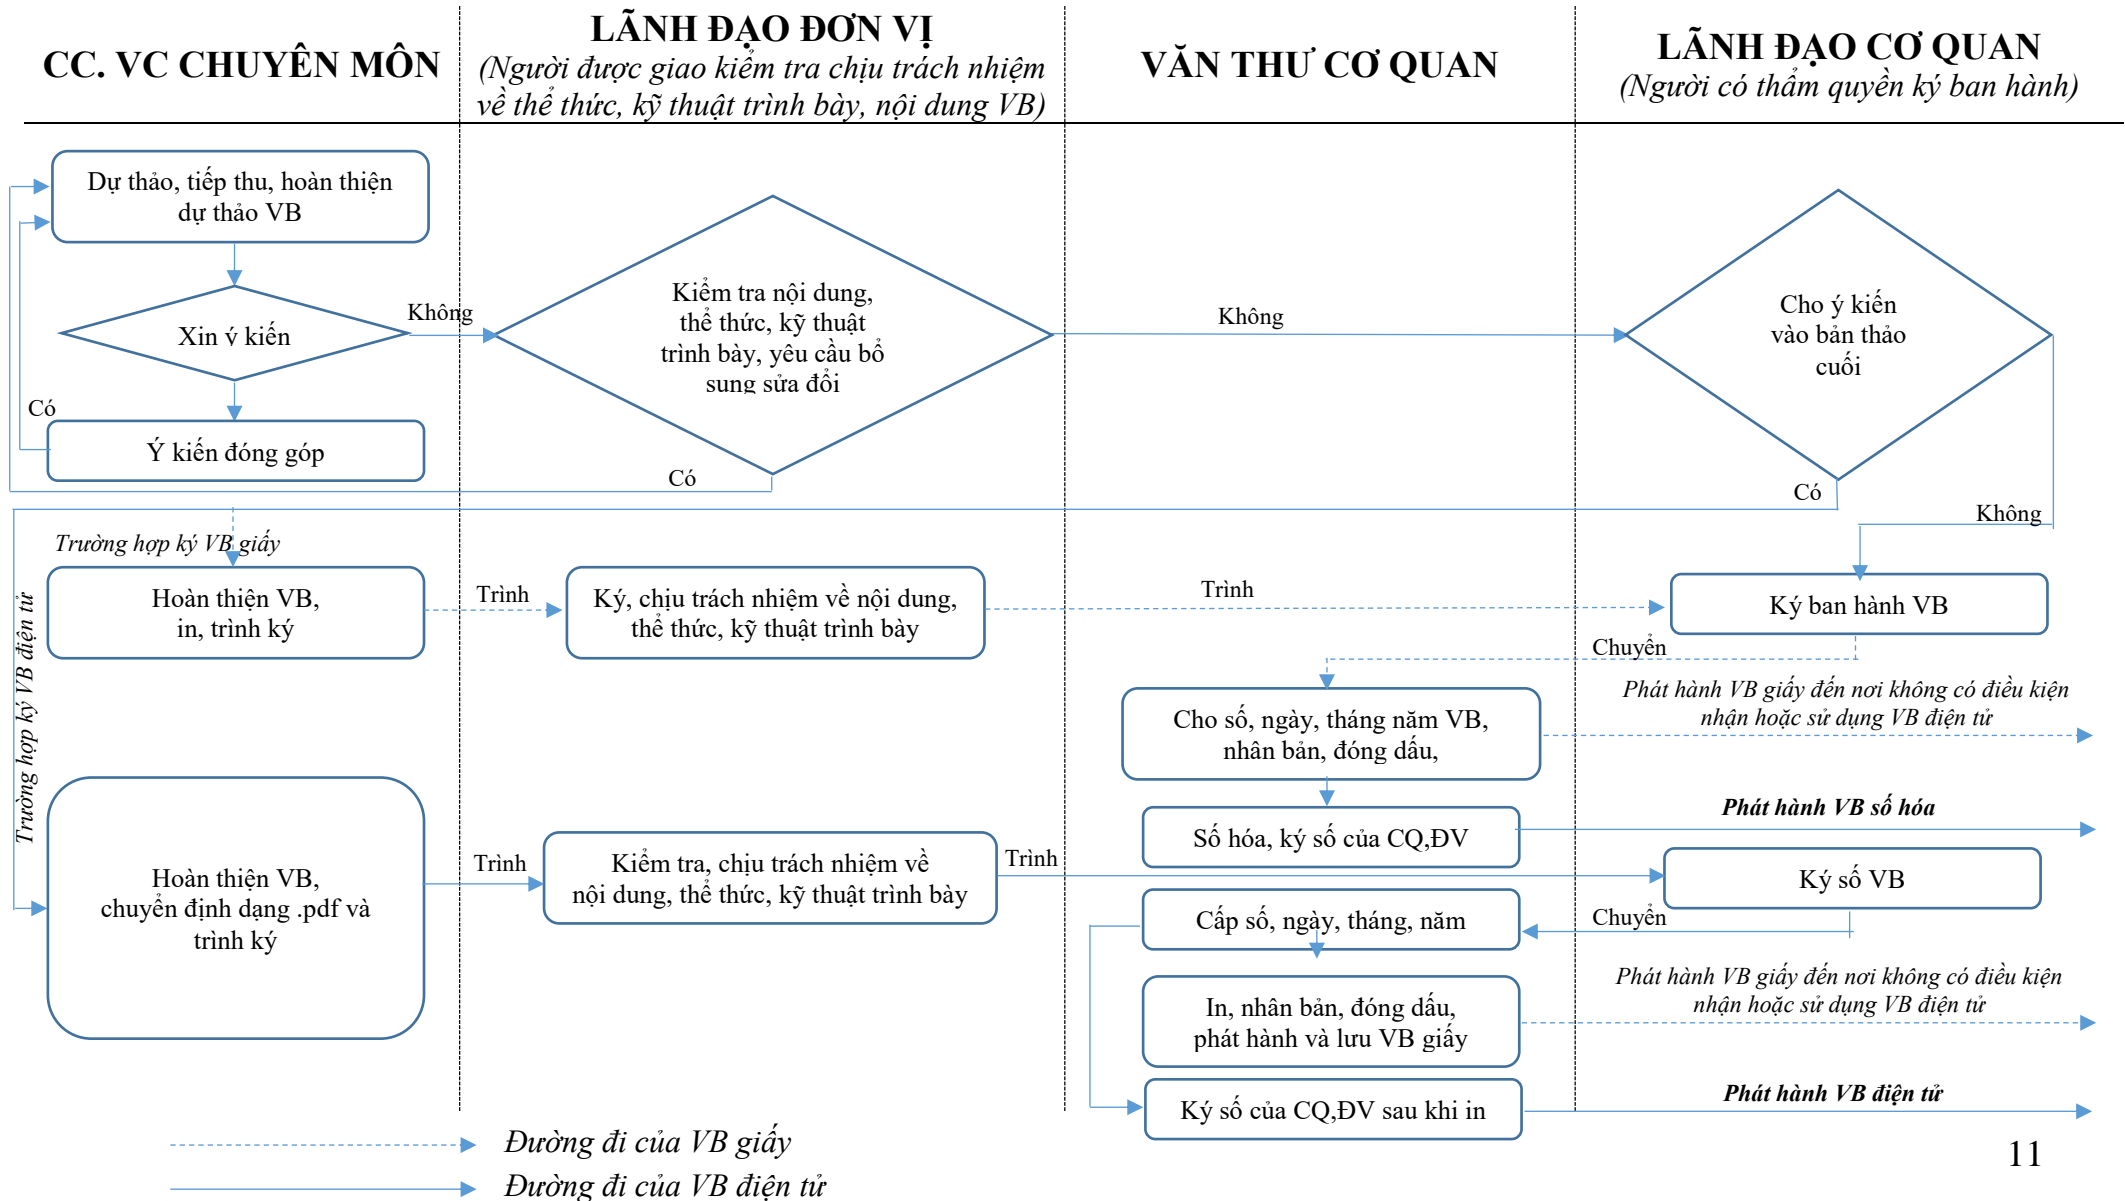 CC. VC CHUYÊN MÔN
LÃNH ĐẠO ĐƠN VỊ
(Người được giao kiểm tra chịu trách nhiệm
về thể thức, kỹ thuật trình bày, nội dung VB)
VĂN THƯ CƠ QUAN
LÃNH ĐẠO CƠ QUAN
(Người có thẩm quyền ký ban hành)
Dự thảo, tiếp thu, hoàn thiện
dự thảo VB
Xin ý kiến
Không
Kiểm tra nội dung,
thể thức, kỹ thuật
trình bày, yêu cầu bổ
sung sửa đổi
Không
Cho ý kiến
vào bản thảo
cuối
Có
Ý kiến đóng góp
Có
Có
Không
Trường hợp ký VB giấy
Trường hợp ký VB điện tử
Hoàn thiện VB,
in, trình ký
Trình
Ký, chịu trách nhiệm về nội dung,
thể thức, kỹ thuật trình bày
Trình
Ký ban hành VB
Chuyển
Cho số, ngày, tháng năm VB,
nhân bản, đóng dấu,
Phát hành VB giấy đến nơi không có điều kiện
nhận hoặc sử dụng VB điện tử
Số hóa, ký số của CQ,ĐV
Phát hành VB số hóa
Hoàn thiện VB,
chuyển định dạng .pdf và
trình ký
Trình
Kiểm tra, chịu trách nhiệm về
nội dung, thể thức, kỹ thuật trình bày
Trình
Ký số VB
Chuyển
Cấp số, ngày, tháng, năm
In, nhân bản, đóng dấu,
phát hành và lưu VB giấy
Phát hành VB giấy đến nơi không có điều kiện
nhận hoặc sử dụng VB điện tử
Ký số của CQ,ĐV sau khi in
Phát hành VB điện tử
Đường đi của VB giấy
Đường đi của VB điện tử
11